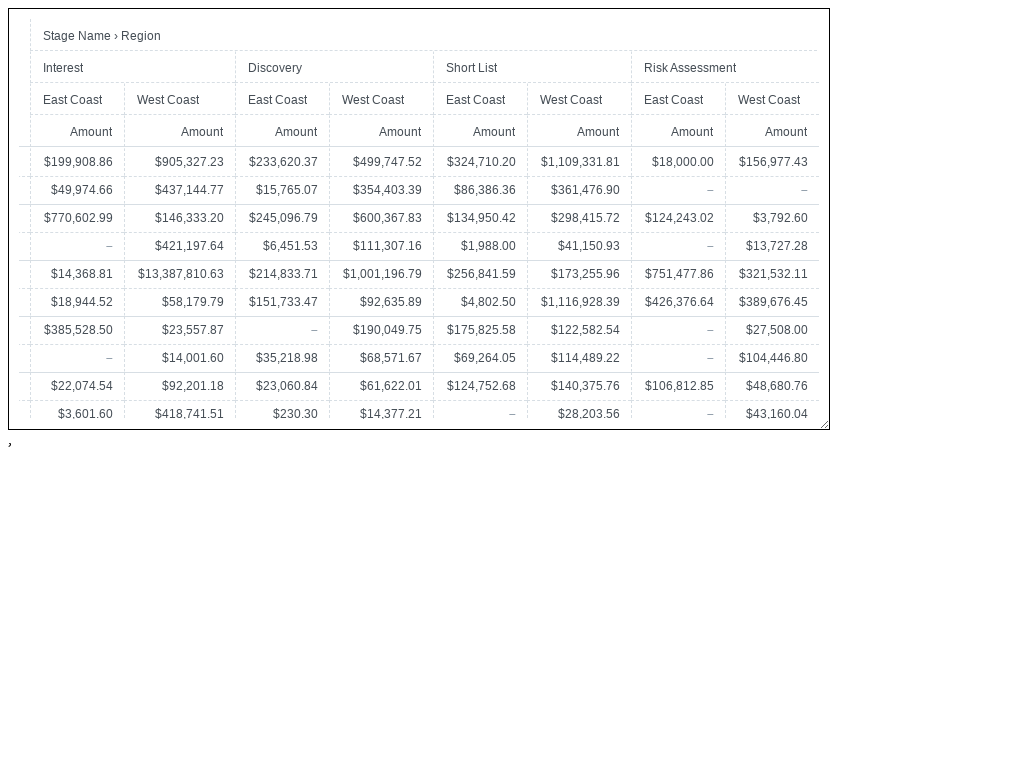 Stage Name › Region
Interest Discovery Short List Risk Assessment
East Coast West Coast East Coast West Coast East Coast West Coast East Coast West Coast
Amount Amount Amount Amount Amount Amount Amount Amount
$199,908.86 $905,327.23 $233,620.37 $499,747.52 $324,710.20 $1,109,331.81 $18,000.00 $156,977.43
$49,974.66 $437,144.77 $15,765.07 $354,403.39 $86,386.36 $361,476.90 – –
$770,602.99 $146,333.20 $245,096.79 $600,367.83 $134,950.42 $298,415.72 $124,243.02 $3,792.60
– $421,197.64 $6,451.53 $111,307.16 $1,988.00 $41,150.93 – $13,727.28
$14,368.81 $13,387,810.63 $214,833.71 $1,001,196.79 $256,841.59 $173,255.96 $751,477.86 $321,532.11
$18,944.52 $58,179.79 $151,733.47 $92,635.89 $4,802.50 $1,116,928.39 $426,376.64 $389,676.45
$385,528.50 $23,557.87 – $190,049.75 $175,825.58 $122,582.54 – $27,508.00
– $14,001.60 $35,218.98 $68,571.67 $69,264.05 $114,489.22 – $104,446.80
$22,074.54 $92,201.18 $23,060.84 $61,622.01 $124,752.68 $140,375.76 $106,812.85 $48,680.76
$3,601.60 $418,741.51 $230.30 $14,377.21 – $28,203.56 – $43,160.04
,